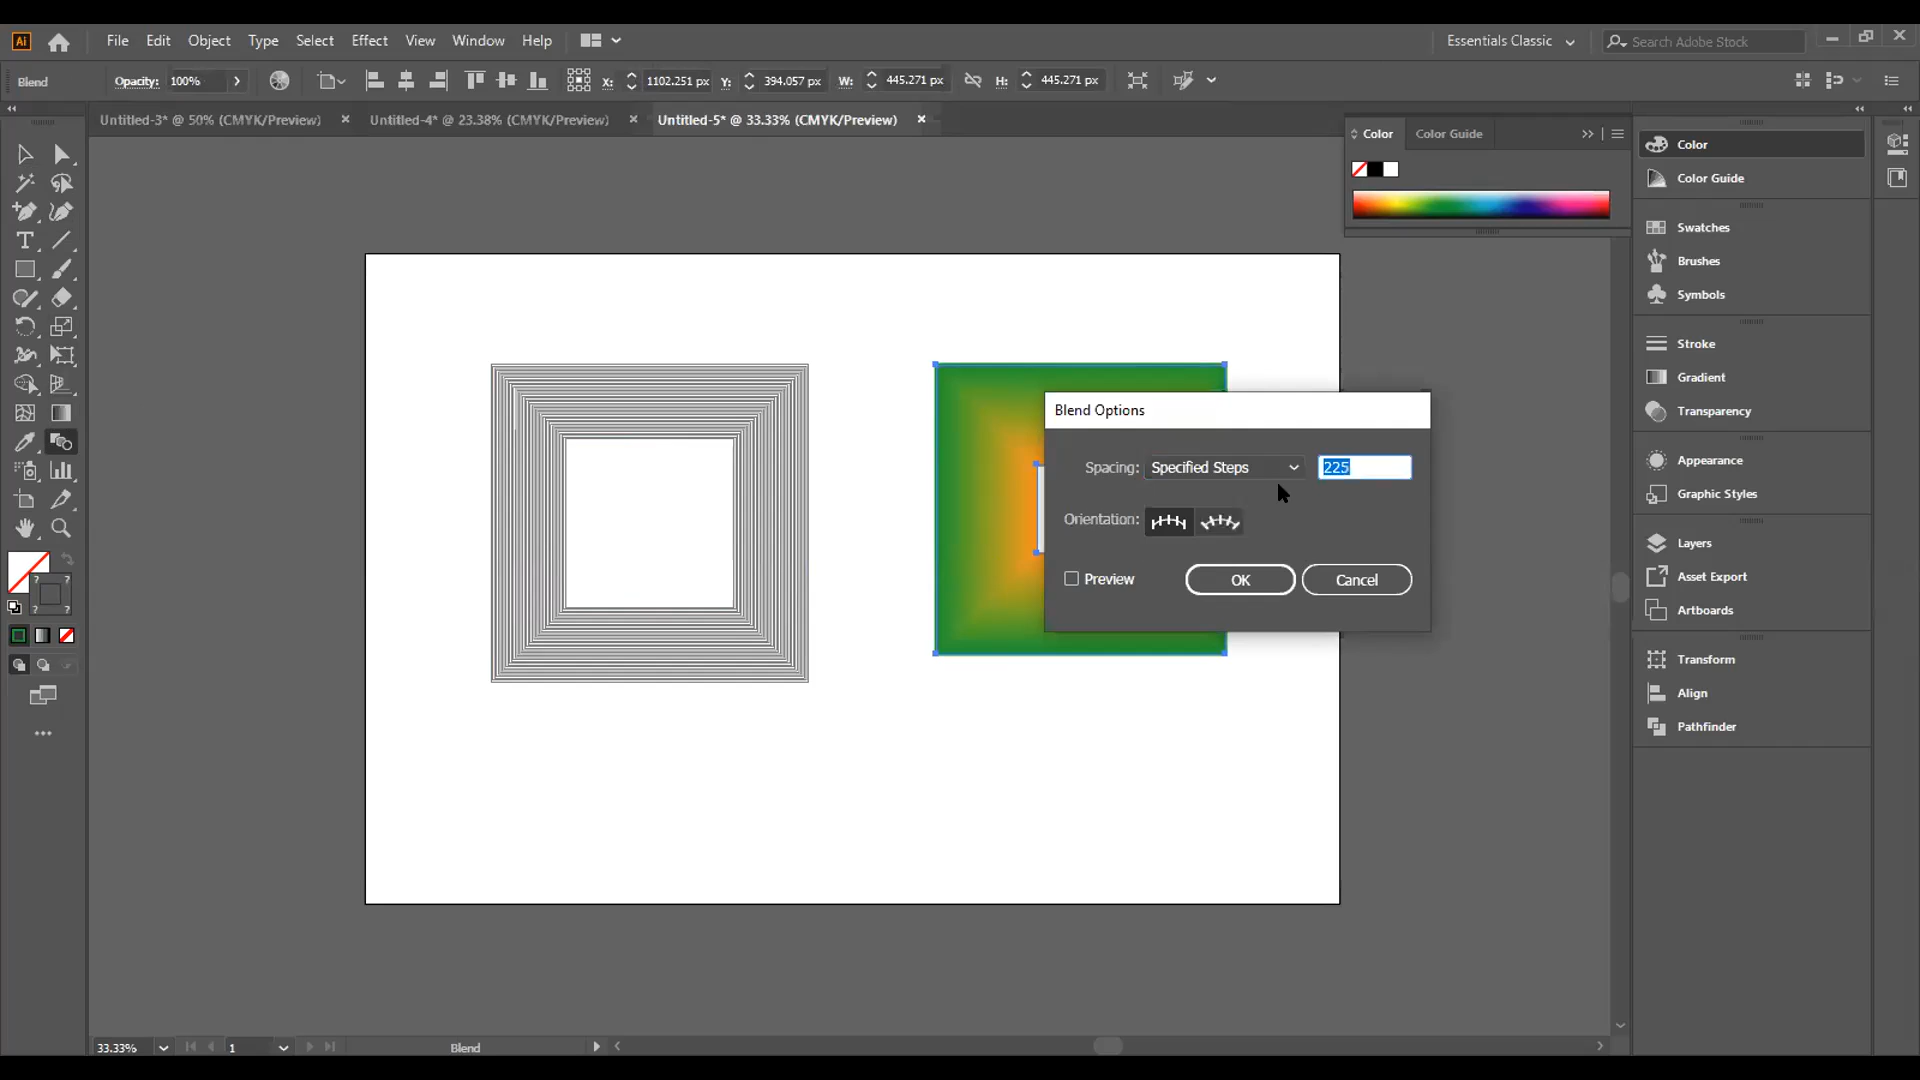 Ai File Edit Object Type Select Effect View Window Help Essentials Classic Search Adobe Stock
Blend Opacity: 100% X: 1102.251 px Y: 394.057 px W: 445.271 px H: 445.271 px
Untitled-3* @ 50% (CMYK/Preview) Untitled-4* @ 23.38% (CMYK/Preview) Untitled-5* @ 33.33% (CMYK/Preview)
Color Color Guide
Color
Color Guide
Swatches
Brushes
Symbols
Stroke
Gradient
Transparency
Appearance
Graphic Styles
Layers
Asset Export
Artboards
Transform
Align
Pathfinder
Blend Options
Spacing: Specified Steps 225
Orientation:
Preview OK Cancel
? ?
? ?
33.33% 1 Blend